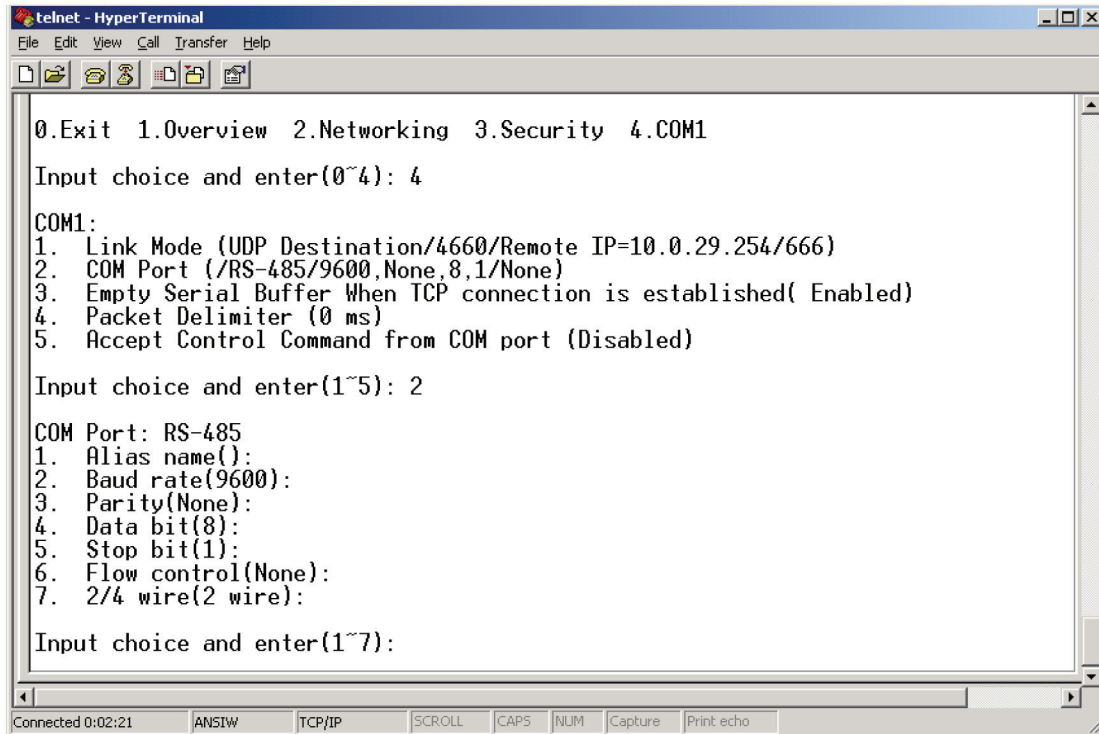 telnet - HyperTerminal
File Edit View Call Transfer Help
0.Exit 1.Overview 2.Networking 3.Security 4.COM1
Input choice and enter(0~4): 4
COM1:
1. Link Mode (UDP Destination/4660/Remote IP=10.0.29.254/666)
2. COM Port (/RS-485/9600,None,8,1/None)
3. Empty Serial Buffer When TCP connection is established( Enabled)
4. Packet Delimiter (0 ms)
5. Accept Control Command from COM port (Disabled)
Input choice and enter(1~5): 2
COM Port: RS-485
1. Alias name():
2. Baud rate(9600):
3. Parity(None):
4. Data bit(8):
5. Stop bit(1):
6. Flow control(None):
7. 2/4 wire(2 wire):
Input choice and enter(1~7):
Connected 0:02:21 ANSIW TCP/IP SCROLL CAPS NUM Capture Print echo